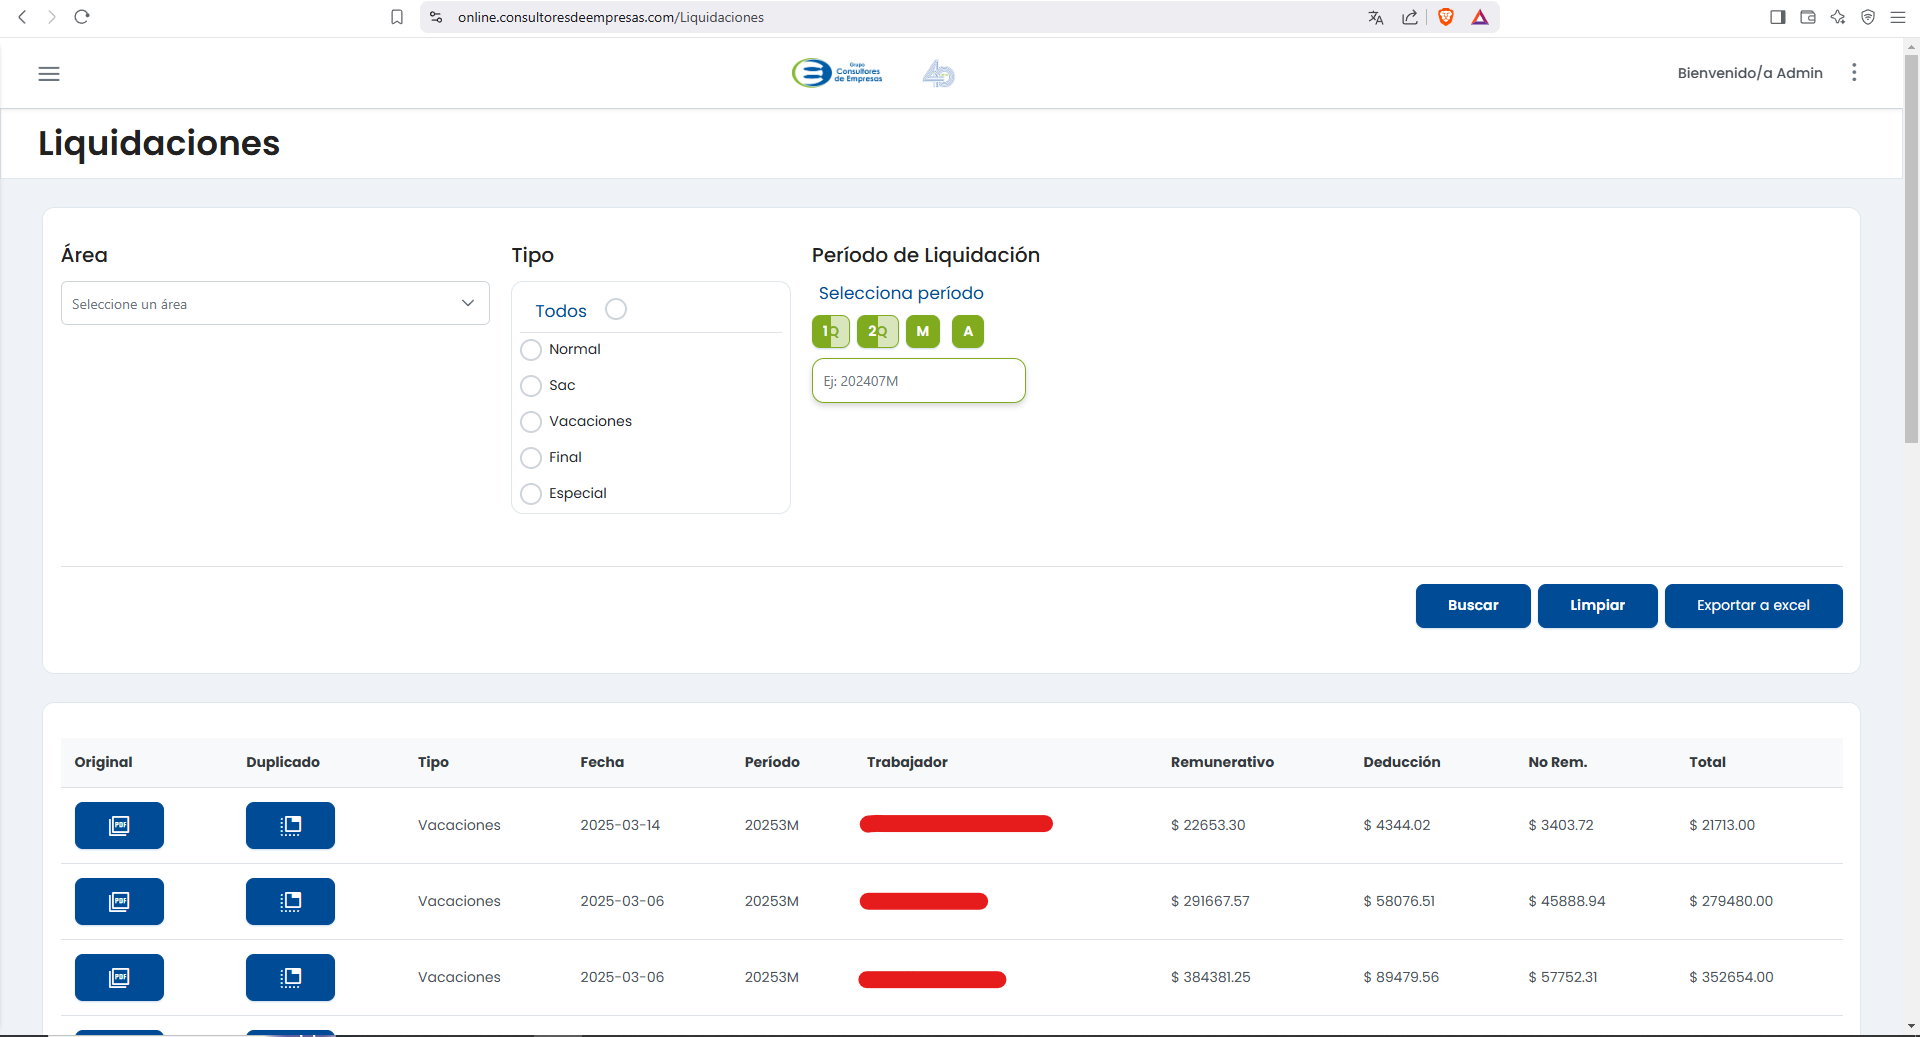 online.consultoresdeempresas.com/Liquidaciones
Grupo
Consultores
de Empresas
40
Bienvenido/a Admin
Liquidaciones
Área
Tipo
Período de Liquidación
Seleccione un área
Todos
Normal
Sac
Vacaciones
Final
Especial
Selecciona período
1Q 2Q M A
Ej: 202407M
Buscar Limpiar Exportar a excel
Original Duplicado Tipo Fecha Período Trabajador Remunerativo Deducción No Rem. Total
PDF Vacaciones 2025-03-14 20253M $ 22653.30 $ 4344.02 $ 3403.72 $ 21713.00
PDF Vacaciones 2025-03-06 20253M $ 291667.57 $ 58076.51 $ 45888.94 $ 279480.00
PDF Vacaciones 2025-03-06 20253M $ 384381.25 $ 89479.56 $ 57752.31 $ 352654.00